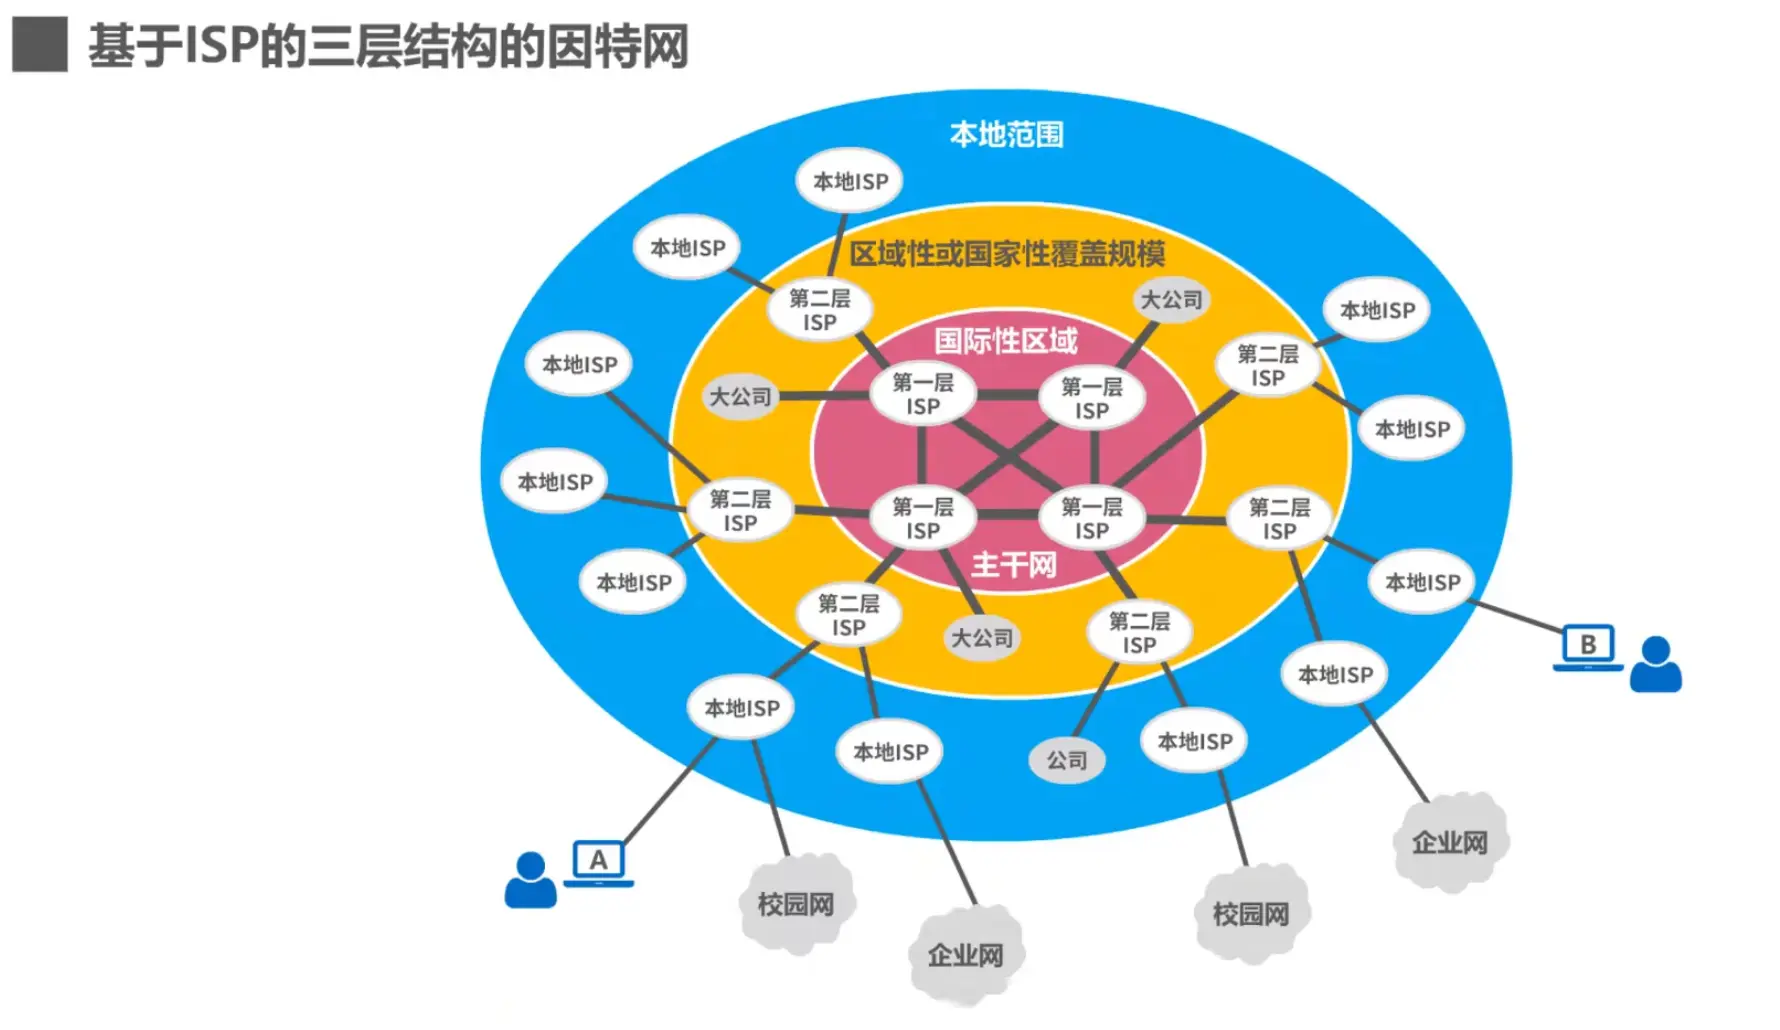 基于ISP的三层结构的因特网
本地范围
本地ISP
本地ISP
区域性或国家性覆盖规模
第二层
ISP
大公司
本地ISP
国际性区域
第二层
ISP
本地ISP
大公司
第一层
ISP
第一层
ISP
本地ISP
本地ISP
第二层
ISP
第一层
ISP
第一层
ISP
第二层
ISP
主干网
本地ISP
本地ISP
第二层
ISP
大公司
第二层
ISP
B
本地ISP
本地ISP
本地ISP
公司
本地ISP
A
企业网
校园网
企业网
校园网